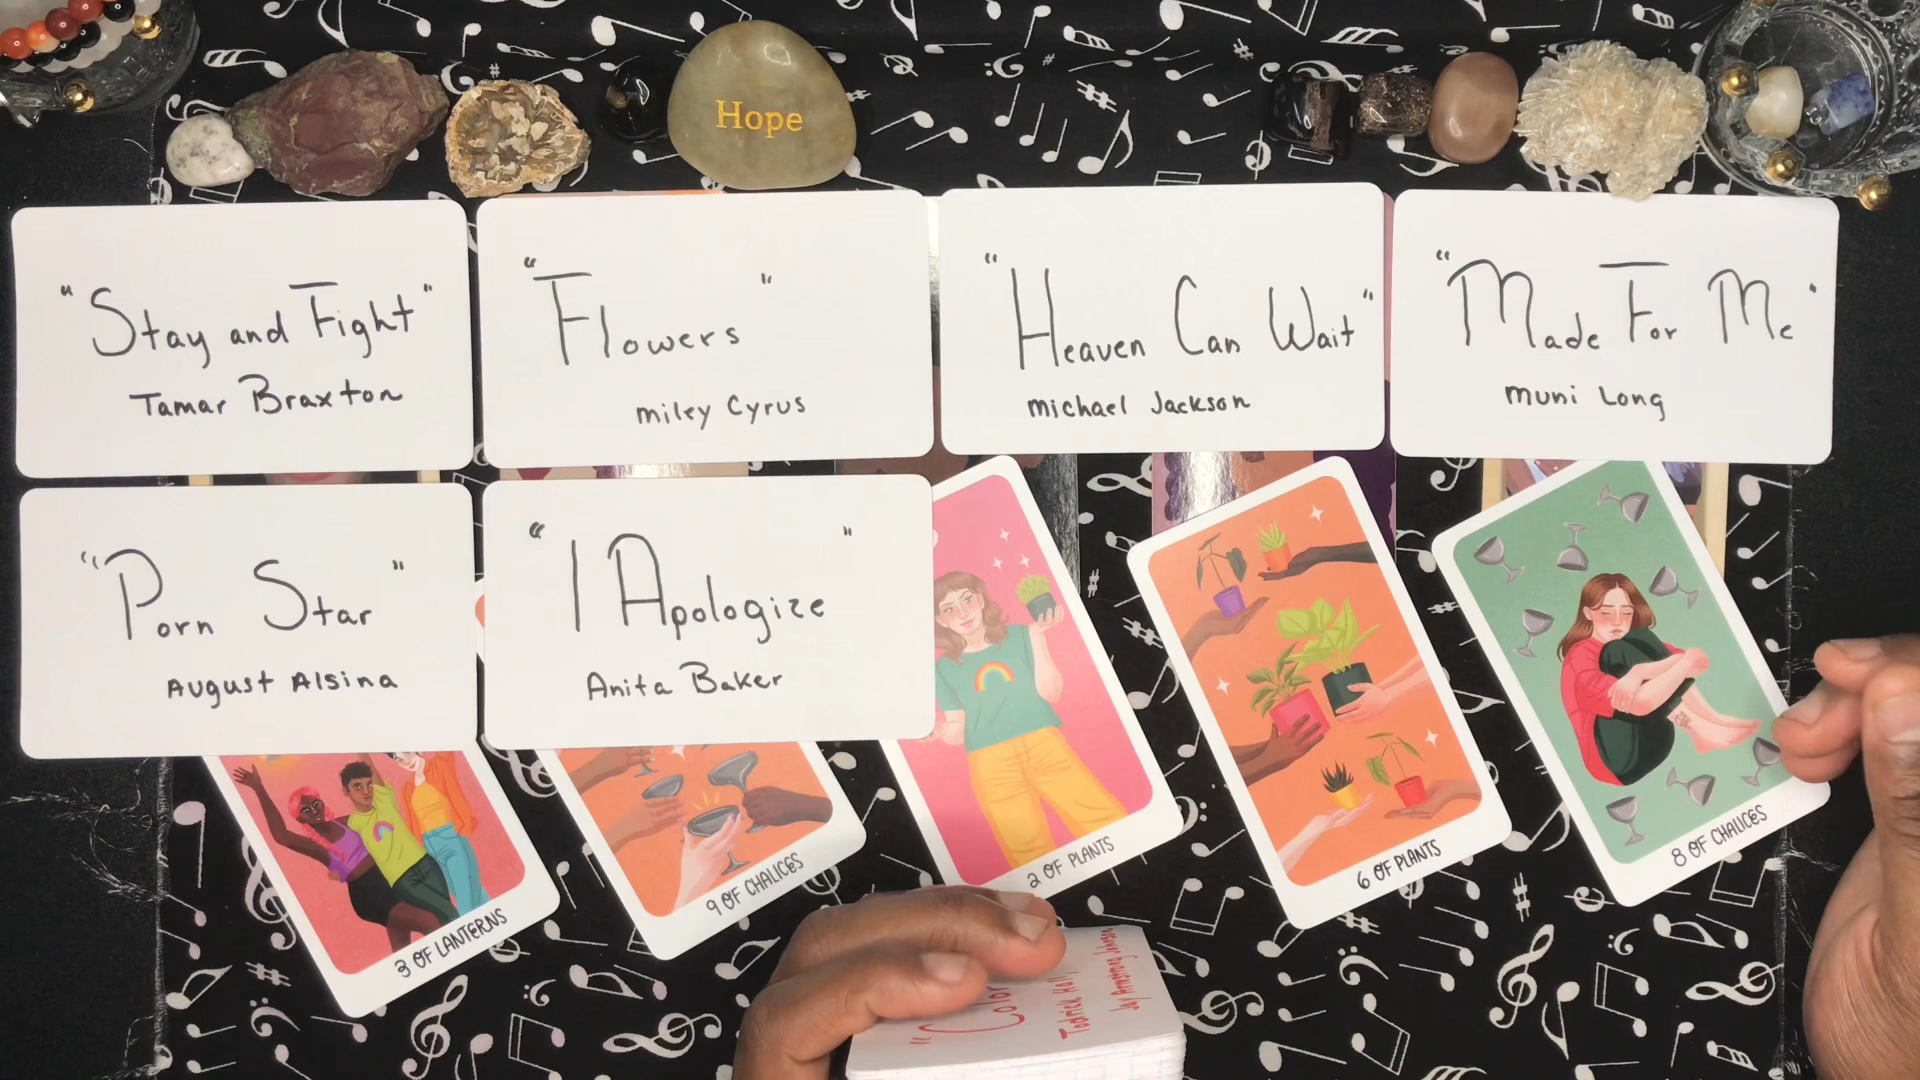 Hope
"Stay and Fight"
Tamar Braxton
"Flowers"
miley Cyrus
"Heaven Can Wait"
michael Jackson
"Made For Me"
muni Long
"Porn Star"
August Alsina
"I Apologize"
Anita Baker
3 OF LANTERNS
9 OF CHALICES
2 OF PLANTS
6 OF PLANTS
8 OF CHALICES
"Color